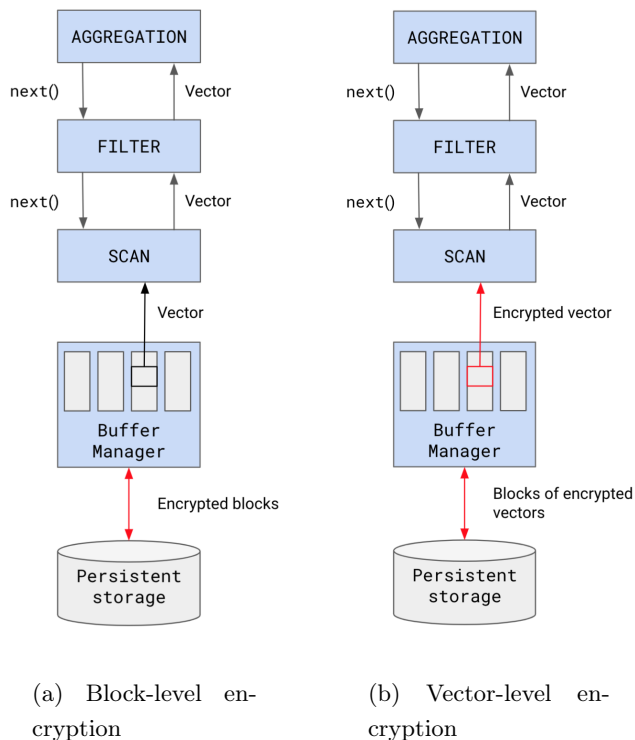 AGGREGATION
next()
Vector
FILTER
next()
Vector
SCAN
Vector
Buffer
Manager
Encrypted blocks
Persistent
storage
(a) Block-level en-
cryption
AGGREGATION
next()
Vector
FILTER
next()
Vector
SCAN
Encrypted vector
Buffer
Manager
Blocks of encrypted
vectors
Persistent
storage
(b) Vector-level en-
cryption